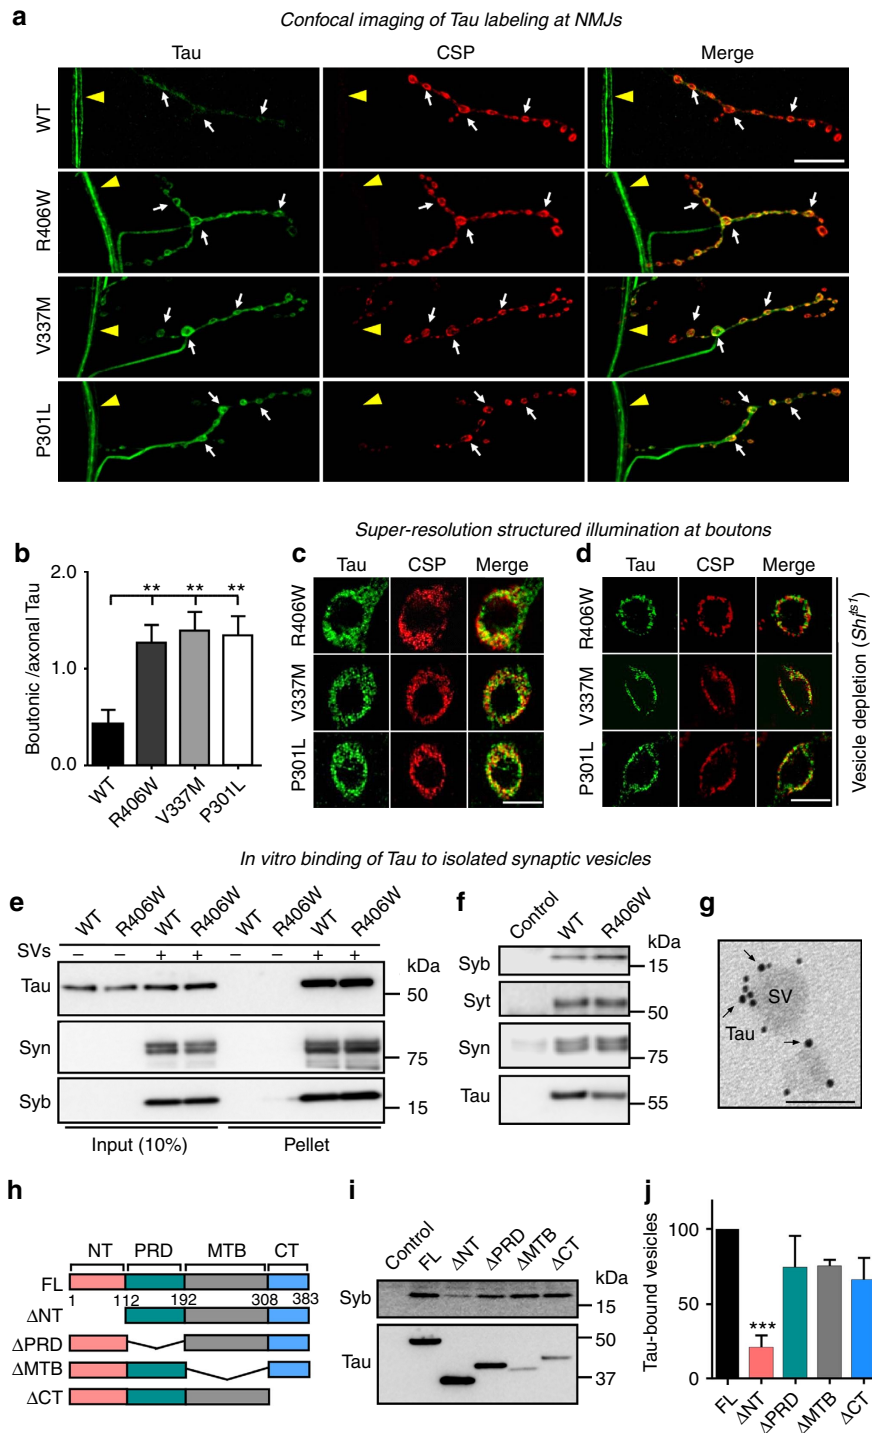 a
Confocal imaging of Tau labeling at NMJs
Tau CSP Merge
WT
R406W
V337M
P301L
Super-resolution structured illumination at boutons
b
Boutonic /axonal Tau
2.0
1.0
0.0
** ** **
WT R406W V337M P301L
c
Tau CSP Merge
R406W
V337M
P301L
d
Tau CSP Merge
R406W
V337M
P301L
Vesicle depletion (Shits1)
In vitro binding of Tau to isolated synaptic vesicles
e
WT R406W WT R406W WT R406W WT R406W
SVs – – + + – – + +
kDa
Tau 50
Syn 75
Syb 15
Input (10%) Pellet
f
Control WT R406W
kDa
Syb 15
Syt 50
Syn 75
Tau 55
g
SV
Tau
h
NT PRD MTB CT
FL
1 112 192 308 383
ΔNT
ΔPRD
ΔMTB
ΔCT
i
Control FL ΔNT ΔPRD ΔMTB ΔCT
kDa
Syb 15
Tau 50
37
j
Tau-bound vesicles
100
50
0
***
FL ΔNT ΔPRD ΔMTB ΔCT